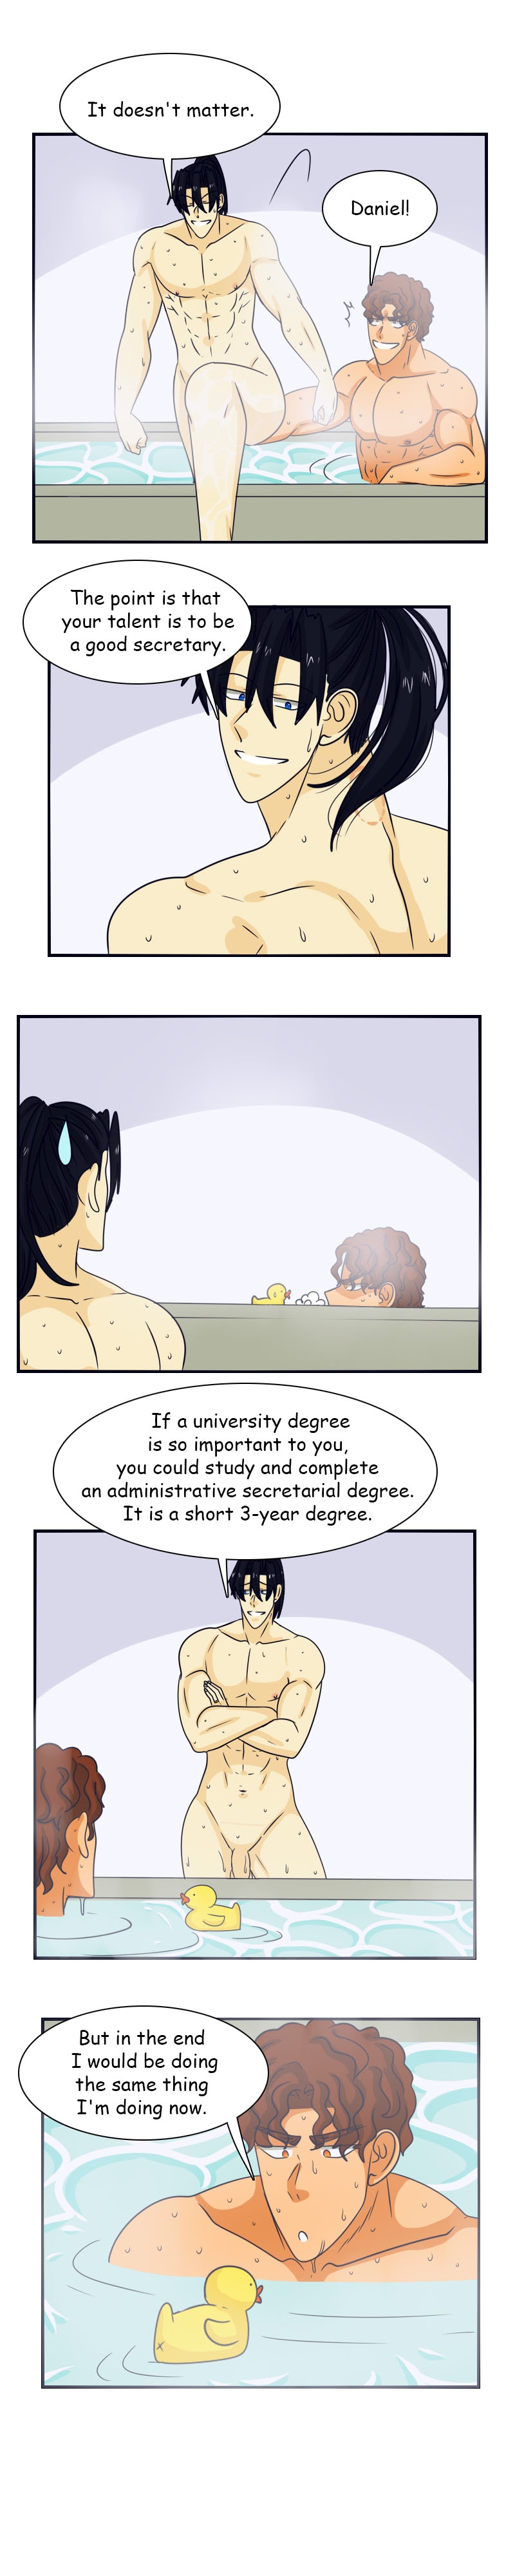 It doesn't matter.
Daniel!
The point is that
your talent is to be
a good secretary.
If a university degree
is so important to you,
you could study and complete
an administrative secretarial degree.
It is a short 3-year degree.
But in the end
I would be doing
the same thing
I'm doing now.